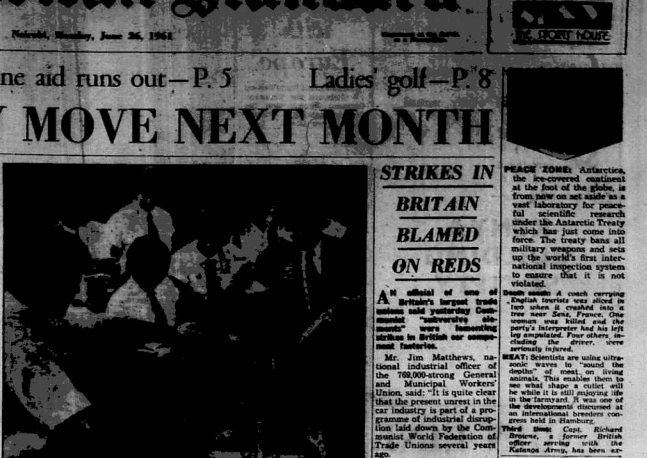 Nairobi, Monday, June 26, 1961
THE SPORTS HOUSE
ne aid runs out—P. 5
Ladies' golf—P. 8
MOVE NEXT MONTH
STRIKES IN
BRITAIN
BLAMED
ON REDS
AN official of one of
Britain's largest trade
unions said yesterday Com-
munist "subversive ele-
ments" were fomenting
strikes in British car compo-
nent factories.
Mr. Jim Matthews, na-
tional industrial officer of
the 769,000-strong General
and Municipal Workers'
Union, said: "It is quite clear
that the present unrest in the
car industry is part of a pro-
gramme of industrial disrup-
tion laid down by the Com-
munist World Federation of
Trade Unions several years
ago.
PEACE ZONE: Antarctica,
the ice-covered continent
at the foot of the globe, is
from now on set aside as a
vast laboratory for peace-
ful scientific research
under the Antarctic Treaty
which has just come into
force. The treaty bans all
military weapons and sets
up the world's first inter-
national inspection system
to ensure that it is not
violated.
Death coach: A coach carrying
English tourists was sliced in
two when it crashed into a
tree near Sens, France. One
woman was killed and the
party's interpreter had his left
leg amputated. Four others, in-
cluding the driver, were
seriously injured.
MEAT: Scientists are using ultra-
sonic waves to "sound the
depths" of meat on living
animals. This enables them to
see what shape a cutlet will
be while it is still enjoying life
in the farmyard. It was one of
the developments discussed at
an international breeders con-
gress held in Hamburg.
Third time: Capt. Richard
Browne, a former British
officer serving with the
Katanga Army, has been ex-